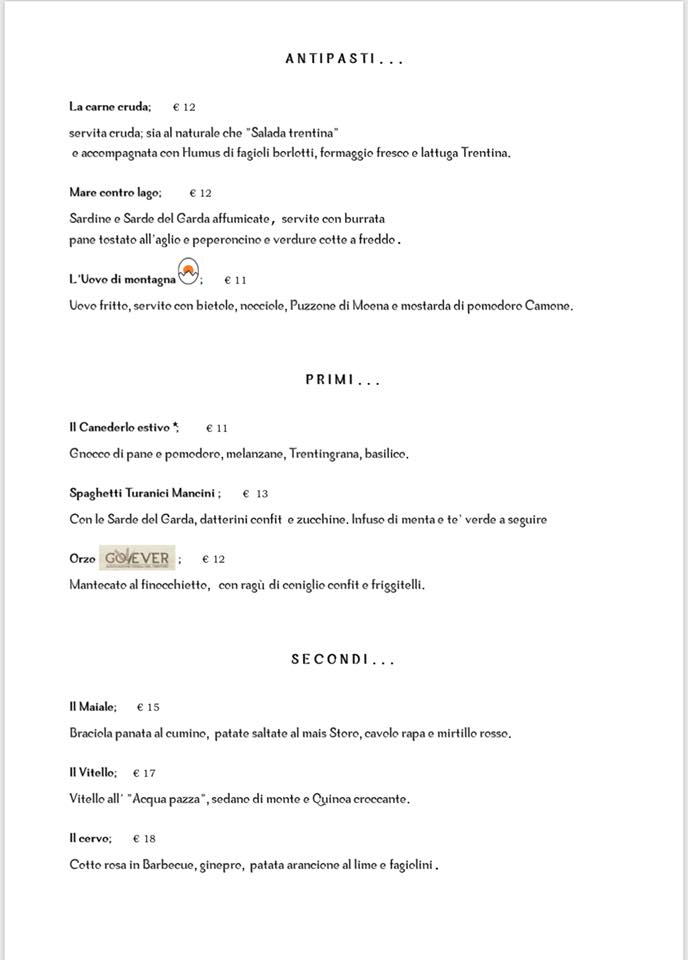 ANTIPASTI...
La carne cruda; € 12
servita cruda; sia al naturale che "Salada trentina"
e accompagnata con Humus di fagioli borlotti, formaggio fresco e lattuga Trentina.
Mare contro lago; € 12
Sardine e Sarde del Garda affumicate, servite con burrata
pane tostato all'aglio e peperoncino e verdure cotte a freddo.
L'Uovo di montagna ; € 11
Uovo fritto, servito con bietole, nocciole, Puzzone di Moena e mostarda di pomodoro Camone.
PRIMI...
Il Canederlo estivo *; € 11
Gnocco di pane e pomodoro, melanzane, Trentingrana, basilico.
Spaghetti Turanici Mancini ; € 13
Con le Sarde del Garda, datterini confit e zucchine. Infuso di menta e te' verde a seguire
Orzo GOEVER ; € 12
Mantecato al finocchietto, con ragù di coniglio confit e friggitelli.
SECONDI...
Il Maiale; € 15
Braciola panata al cumino, patate saltate al mais Storo, cavolo rapa e mirtillo rosso.
Il Vitello; € 17
Vitello all' "Acqua pazza", sedano di monte e Quinoa croccante.
Il cervo; € 18
Cotto rosa in Barbecue, ginepro, patata arancione al lime e fagiolini.